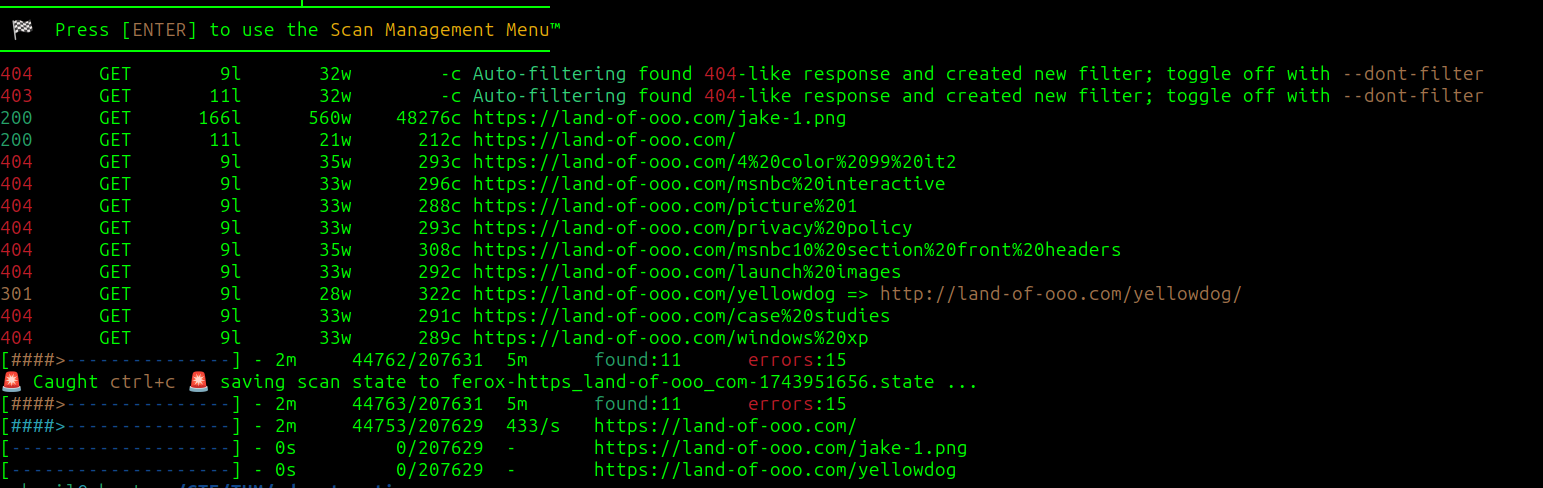 🏁 Press [ENTER] to use the Scan Management Menu™
404 GET 9l 32w -c Auto-filtering found 404-like response and created new filter; toggle off with --dont-filter
403 GET 11l 32w -c Auto-filtering found 404-like response and created new filter; toggle off with --dont-filter
200 GET 166l 560w 48276c https://land-of-ooo.com/jake-1.png
200 GET 11l 21w 212c https://land-of-ooo.com/
404 GET 9l 35w 293c https://land-of-ooo.com/4%20color%2099%20it2
404 GET 9l 33w 296c https://land-of-ooo.com/msnbc%20interactive
404 GET 9l 33w 288c https://land-of-ooo.com/picture%201
404 GET 9l 33w 293c https://land-of-ooo.com/privacy%20policy
404 GET 9l 35w 308c https://land-of-ooo.com/msnbc10%20section%20front%20headers
404 GET 9l 33w 292c https://land-of-ooo.com/launch%20images
301 GET 9l 28w 322c https://land-of-ooo.com/yellowdog => http://land-of-ooo.com/yellowdog/
404 GET 9l 33w 291c https://land-of-ooo.com/case%20studies
404 GET 9l 33w 289c https://land-of-ooo.com/windows%20xp
[####>---------------] - 2m 44762/207631 5m found:11 errors:15
🚨 Caught ctrl+c 🚨 saving scan state to ferox-https_land-of-ooo_com-1743951656.state ...
[####>---------------] - 2m 44763/207631 5m found:11 errors:15
[####>---------------] - 2m 44753/207629 433/s https://land-of-ooo.com/
[--------------------] - 0s 0/207629 - https://land-of-ooo.com/jake-1.png
[--------------------] - 0s 0/207629 - https://land-of-ooo.com/yellowdog